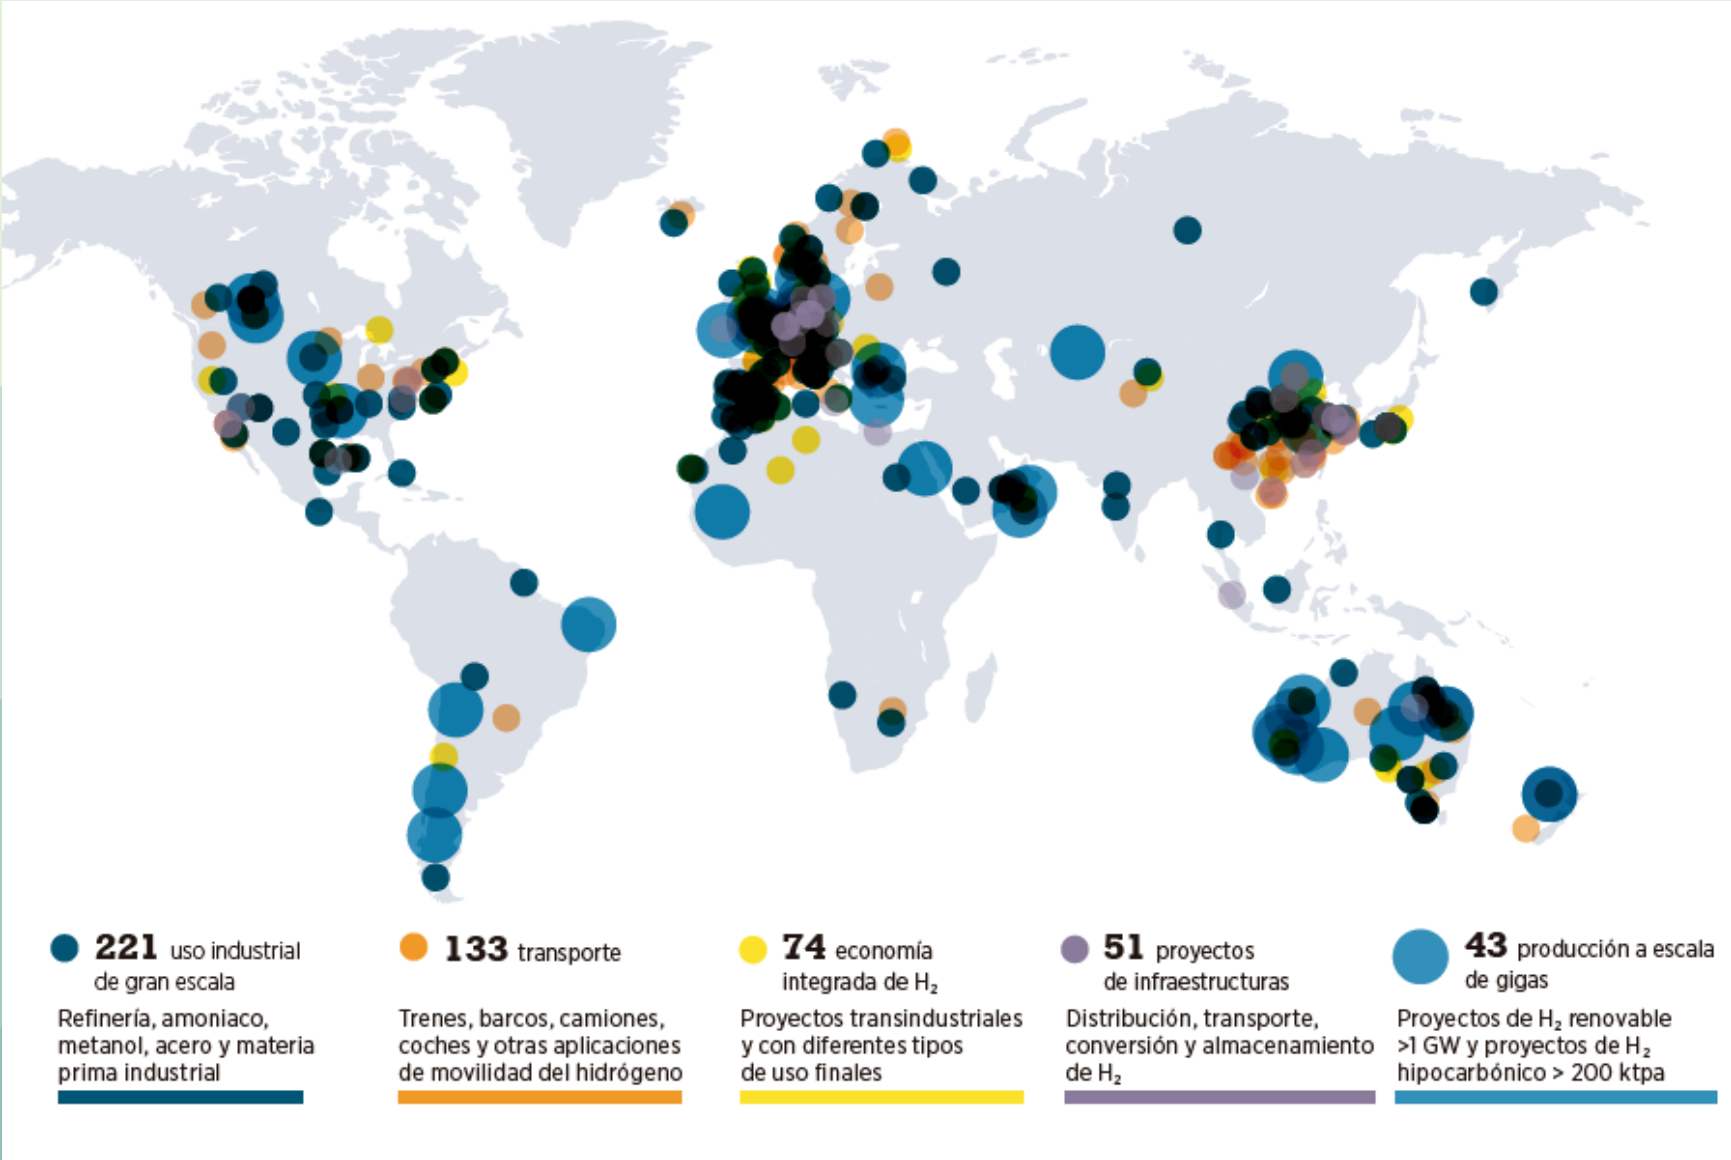 221 uso industrial
de gran escala
Refinería, amoniaco,
metanol, acero y materia
prima industrial
133 transporte
Trenes, barcos, camiones,
coches y otras aplicaciones
de movilidad del hidrógeno
74 economía
integrada de H₂
Proyectos transindustriales
y con diferentes tipos
de uso finales
51 proyectos
de infraestructuras
Distribución, transporte,
conversión y almacenamiento
de H₂
43 producción a escala
de gigas
Proyectos de H₂ renovable
>1 GW y proyectos de H₂
hipocarbónico > 200 ktpa